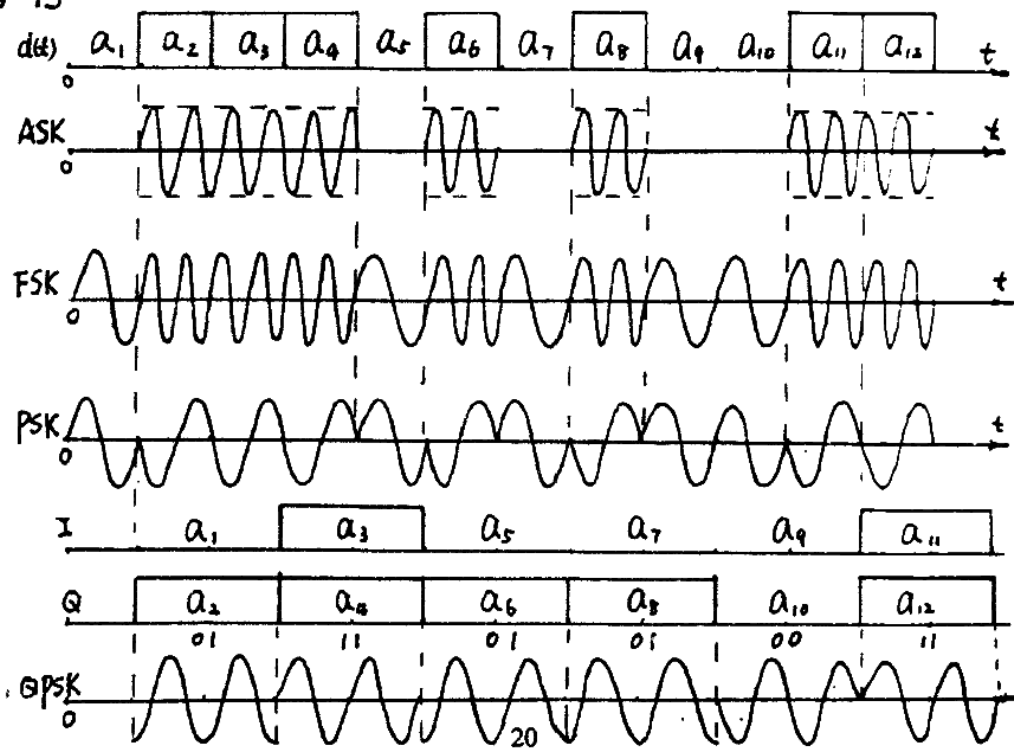 15
d(t) a₁ a₂ a₃ a₄ a₅ a₆ a₇ a₈ a₉ a₁₀ a₁₁ a₁₂ t
0
ASK t
0
FSK t
0
PSK t
0
I a₁ a₃ a₅ a₇ a₉ a₁₁
Q a₂ a₄ a₆ a₈ a₁₀ a₁₂
01 11 01 01 00 11
QPSK
0
20